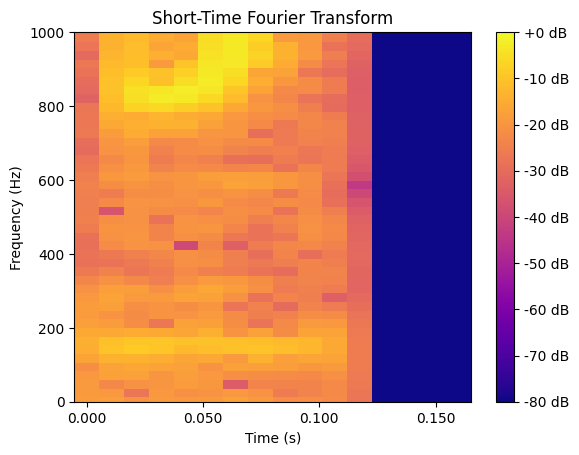 Short-Time Fourier Transform
Frequency (Hz)
1000
800
600
400
200
0
0.000
0.050
0.100
0.150
Time (s)
+0 dB
-10 dB
-20 dB
-30 dB
-40 dB
-50 dB
-60 dB
-70 dB
-80 dB